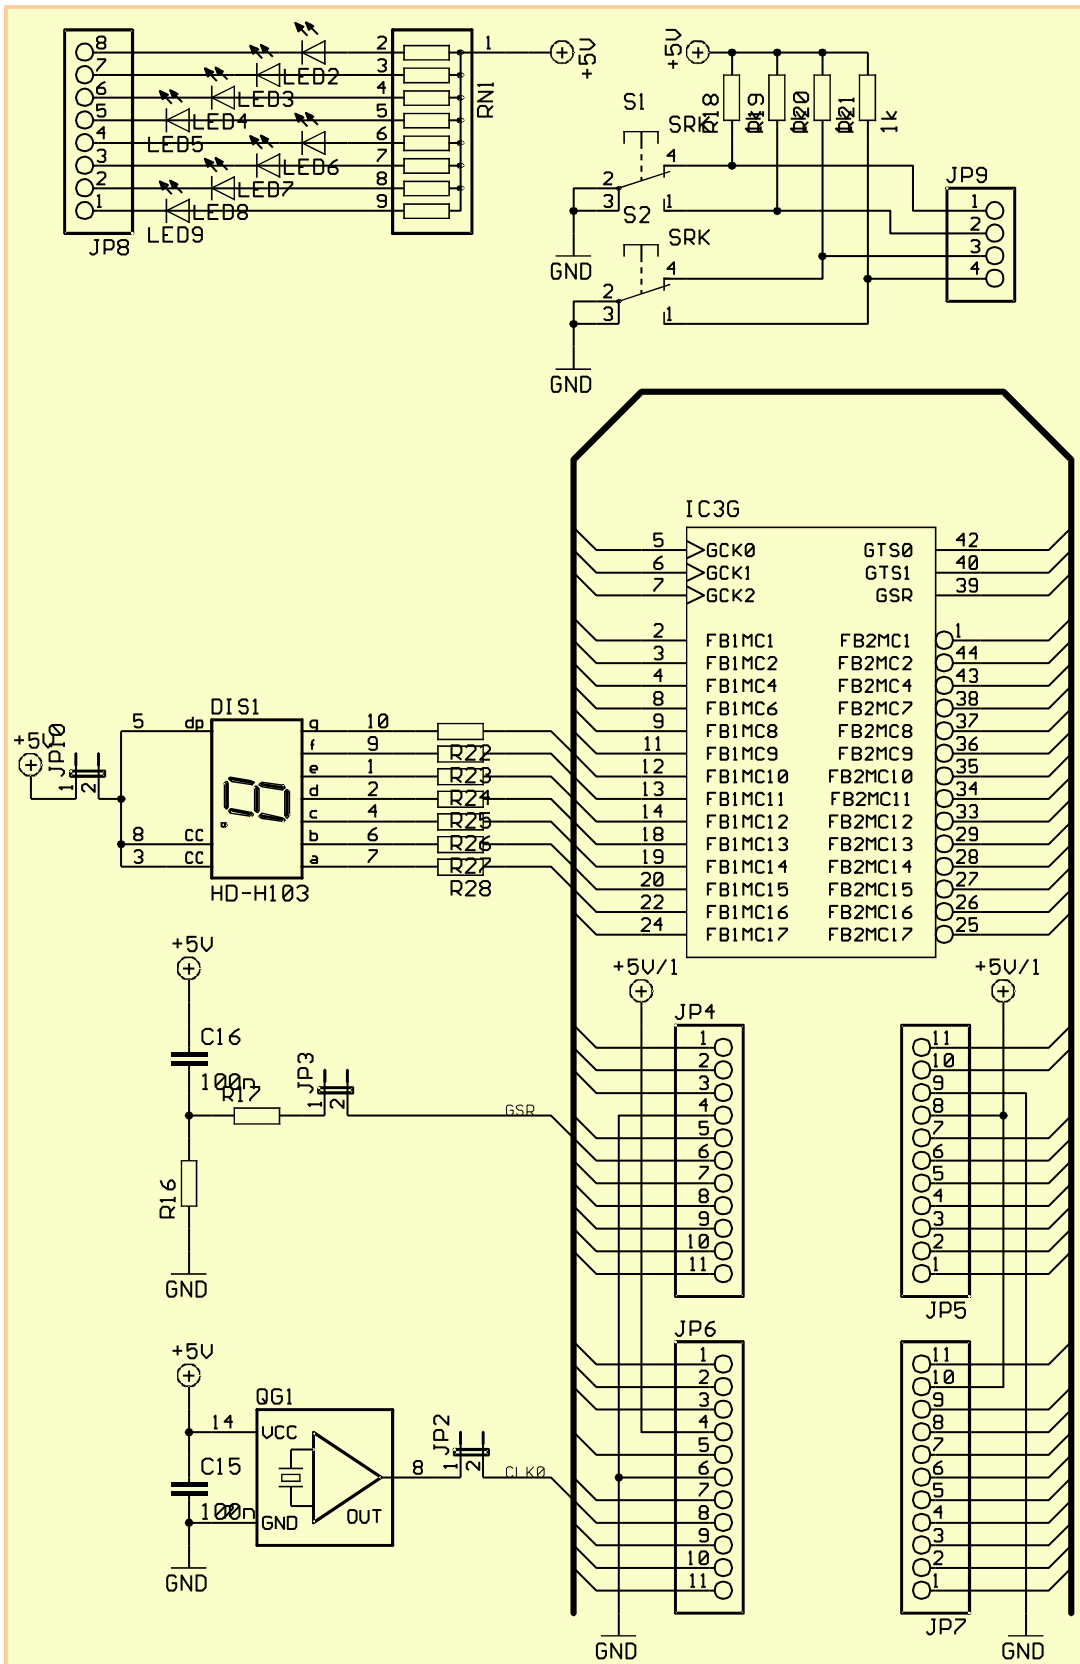 8 2 1 +5V
7 LED2 3
6 LED3 4
5 LED4 5 RN1
4 LED5 6
3 LED6 7
2 LED7 8
1 LED8 9
LED9
JP8
+5V
R18 R19 R20 R21
1k
S1 SRK
4
2
3
1
S2 SRK
GND
4
2
3
1
GND
JP9
1
2
3
4
IC3G
5 GCK0 GTS0 42
6 GCK1 GTS1 40
7 GCK2 GSR 39
2 FB1MC1 FB2MC1 1
3 FB1MC2 FB2MC2 44
4 FB1MC4 FB2MC4 43
8 FB1MC6 FB2MC7 38
9 FB1MC8 FB2MC8 37
11 FB1MC9 FB2MC9 36
12 FB1MC10 FB2MC10 35
13 FB1MC11 FB2MC11 34
14 FB1MC12 FB2MC12 33
18 FB1MC13 FB2MC13 29
19 FB1MC14 FB2MC14 28
20 FB1MC15 FB2MC15 27
22 FB1MC16 FB2MC16 26
24 FB1MC17 FB2MC17 25
DIS1
+5V JP10 1 2
5 dp g 10
f 9 R22
e 1 R23
d 2 R24
c 4 R25
8 CC b 6 R26
3 CC a 7 R27
HD-H103 R28
+5V
C16
100n
R17
JP3
1 2
GSR
R16
GND
+5V
QG1
14 VCC
C15
100n
7
GND
OUT
8
JP2
1 2
CLK0
GND
+5V/1 +5V/1
JP4
1
2
3
4
5
6
7
8
9
10
11
11
10
9
8
7
6
5
4
3
2
1
JP5
JP6
1
2
3
4
5
6
7
8
9
10
11
11
10
9
8
7
6
5
4
3
2
1
JP7
GND GND